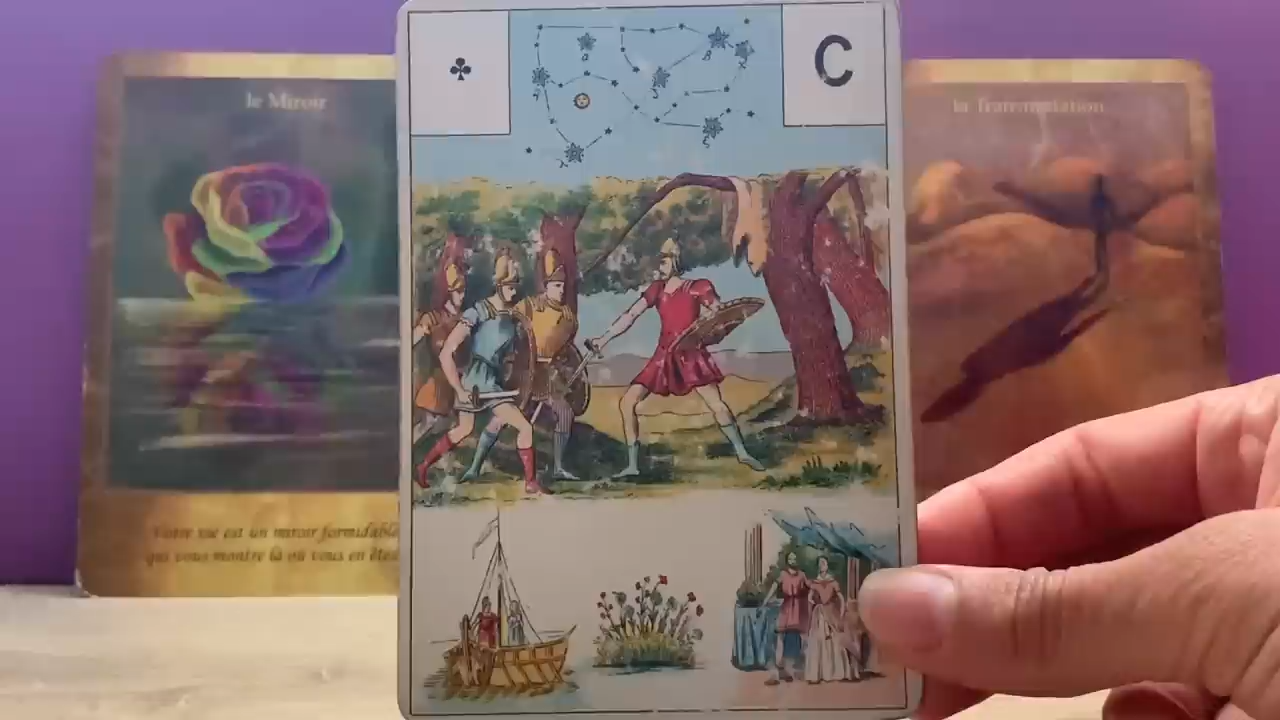 le Miroir
C
la Transmutation
Votre vie est un miroir formidable
qui vous montre là où vous en êtes